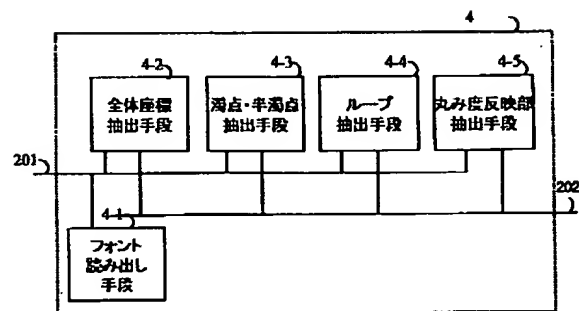 4
4-2
4-3
4-4
4-5
全体座標
抽出手段
濁点・半濁点
抽出手段
ループ
抽出手段
丸み度反映部
抽出手段
201
202
4-1
フォント
読み出し
手段